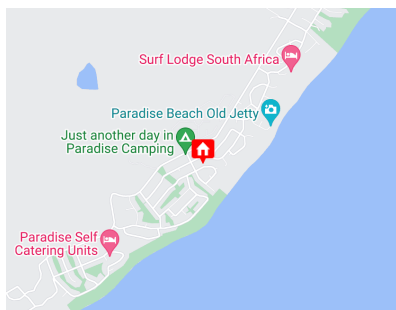 Surf Lodge South Africa
Paradise Beach Old Jetty
Just another day in
Paradise Camping
Paradise Self
Catering Units